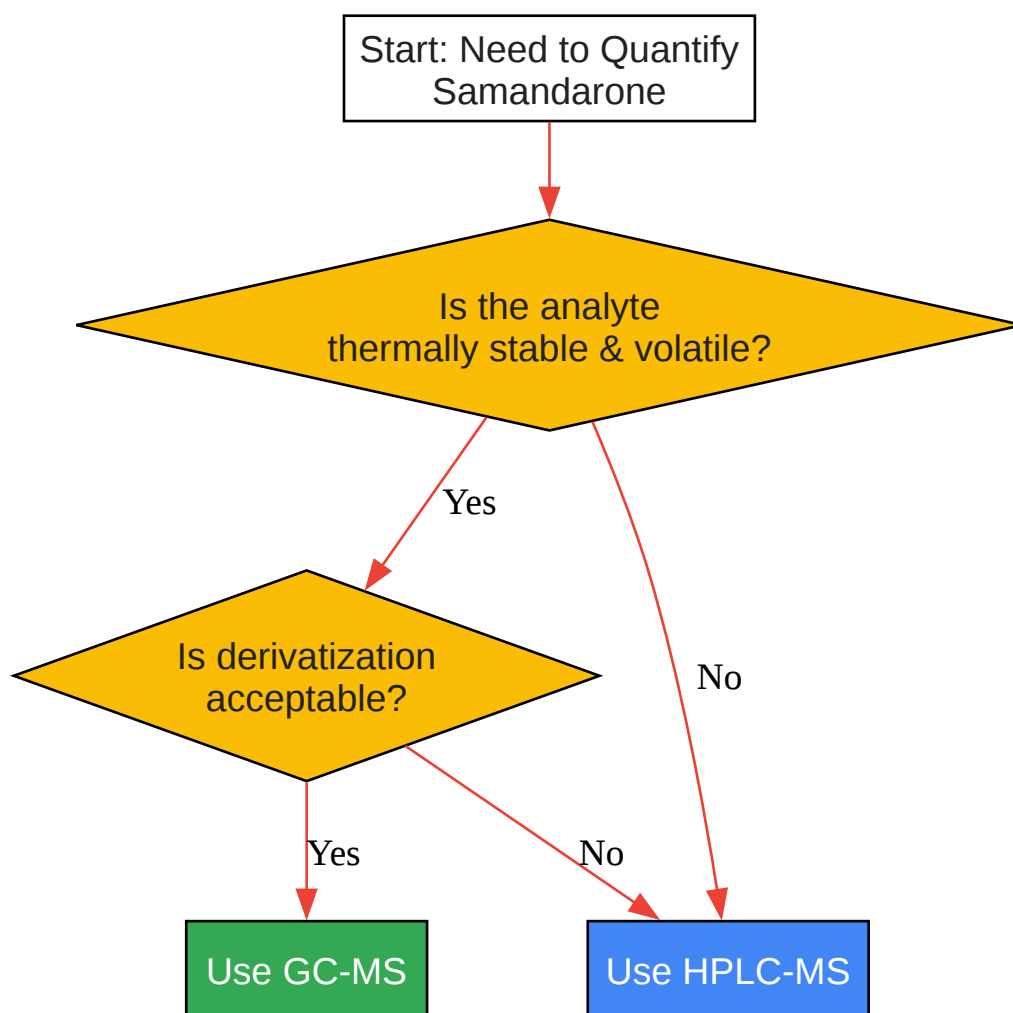 Start: Need to Quantify
Samandarone
Is the analyte
thermally stable & volatile?
Yes
No
Is derivatization
acceptable?
Yes
No
Use GC-MS
Use HPLC-MS